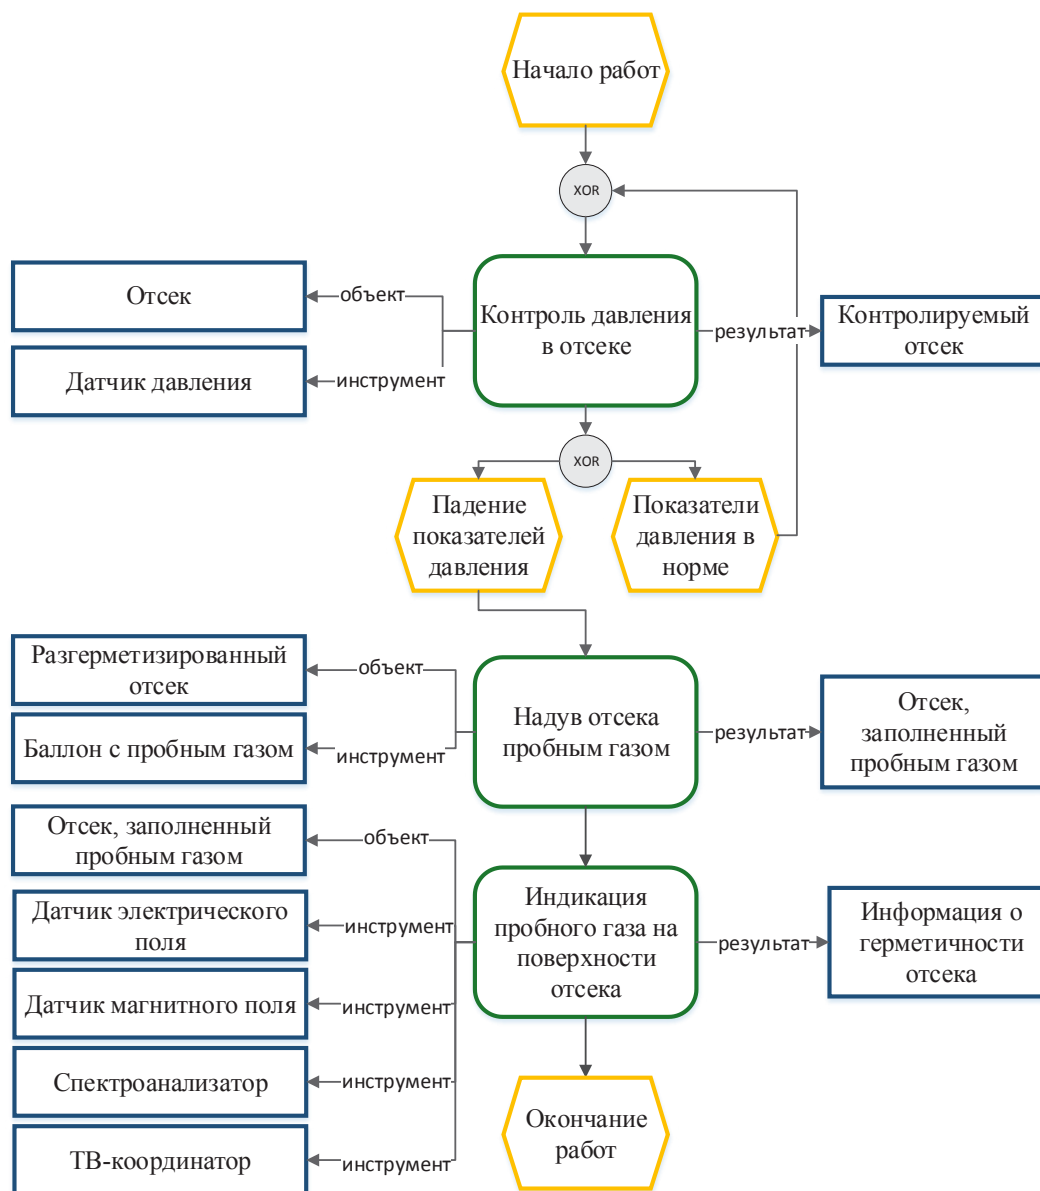 Начало работ
XOR
Отсек
объект
Контроль давления
в отсеке
результат
Контролируемый
отсек
Датчик давления
инструмент
XOR
Падение
показателей
давления
Показатели
давления в
норме
Разгерметизированный
отсек
объект
Надув отсека
пробным газом
результат
Отсек,
заполненный
пробным газом
Баллон с пробным газом
инструмент
Отсек, заполненный
пробным газом
объект
Индикация
пробного газа на
поверхности
отсека
результат
Информация о
герметичности
отсека
Датчик электрического
поля
инструмент
Датчик магнитного поля
инструмент
Спектроанализатор
инструмент
ТВ-координатор
инструмент
Окончание
работ